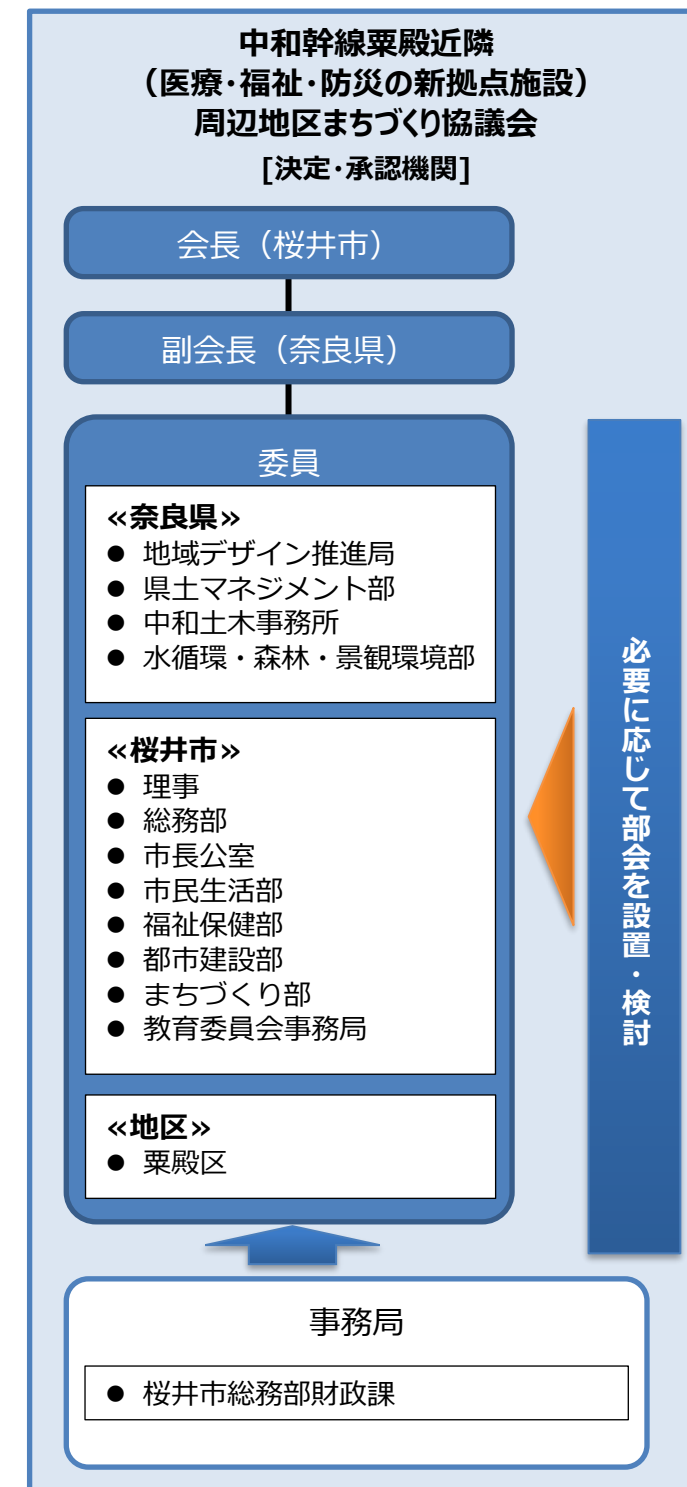 中和幹線粟殿近隣
（医療・福祉・防災の新拠点施設）
周辺地区まちづくり協議会
[決定・承認機関]
会長（桜井市）
副会長（奈良県）
委員
«奈良県»
● 地域デザイン推進局
● 県土マネジメント部
● 中和土木事務所
● 水循環・森林・景観環境部
«桜井市»
● 理事
● 総務部
● 市長公室
● 市民生活部
● 福祉保健部
● 都市建設部
● まちづくり部
● 教育委員会事務局
«地区»
● 粟殿区
必要に応じて部会を設置・検討
事務局
● 桜井市総務部財政課